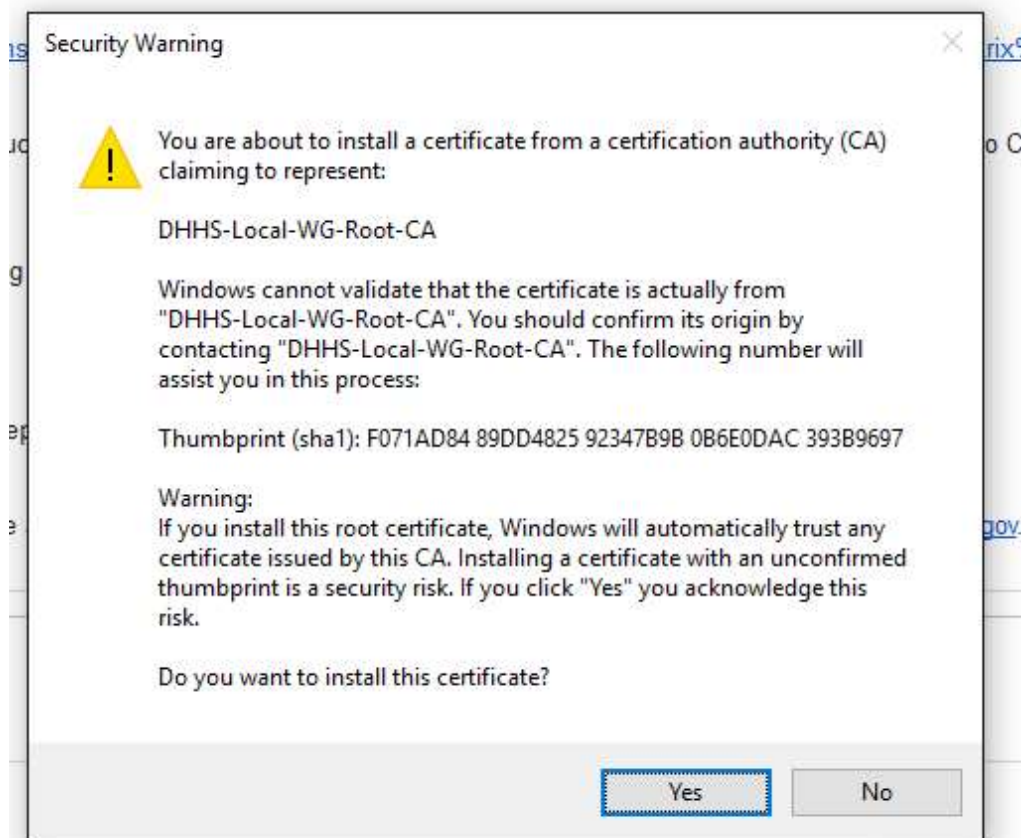 Security Warning
rix%
You are about to install a certificate from a certification authority (CA)
o C
claiming to represent:
DHHS-Local-WG-Root-CA
g
Windows cannot validate that the certificate is actually from
"DHHS-Local-WG-Root-CA". You should confirm its origin by
contacting "DHHS-Local-WG-Root-CA". The following number will
assist you in this process:
ep
Thumbprint (sha1): F071AD84 89DD4825 92347B9B 0B6E0DAC 393B9697
Warning:
If you install this root certificate, Windows will automatically trust any
e
gov.
certificate issued by this CA. Installing a certificate with an unconfirmed
thumbprint is a security risk. If you click "Yes" you acknowledge this
risk.
Do you want to install this certificate?
Yes
No